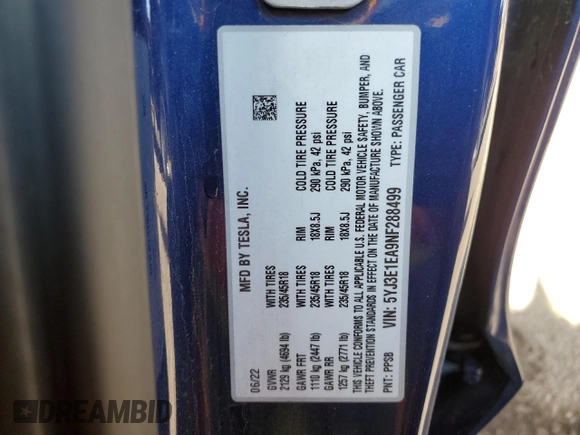 MFD BY TESLA, INC.
06/22
GVWR WITH TIRES RIM COLD TIRE PRESSURE
2129 kg (4694 lb) 235/45R18 18X8.5J 290 kPa, 42 psi
GAWR FRT WITH TIRES RIM COLD TIRE PRESSURE
1110 kg (2447 lb) 235/45R18 18X8.5J 290 kPa, 42 psi
GAWR RR WITH TIRES
1257 kg (2771 lb) 235/45R18
THIS VEHICLE CONFORMS TO ALL APPLICABLE U.S. FEDERAL MOTOR VEHICLE SAFETY, BUMPER, AND
THEFT PREVENTION STANDARDS IN EFFECT ON THE DATE OF MANUFACTURE SHOWN ABOVE.
VIN: 5YJ3E1EA9NF288499
PNT: PPSB TYPE: PASSENGER CAR
DREAMBID